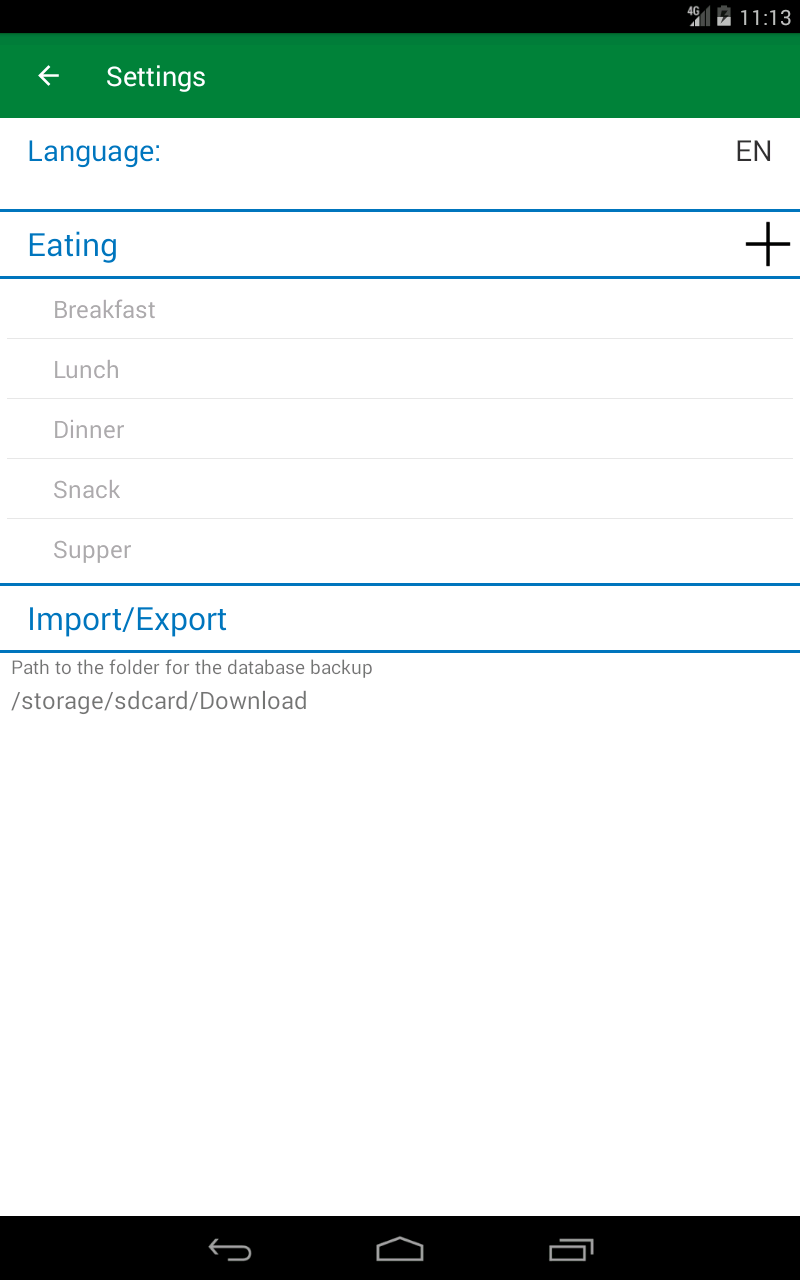 4G 11:13
Settings
Language: EN
Eating
Breakfast
Lunch
Dinner
Snack
Supper
Import/Export
Path to the folder for the database backup
/storage/sdcard/Download